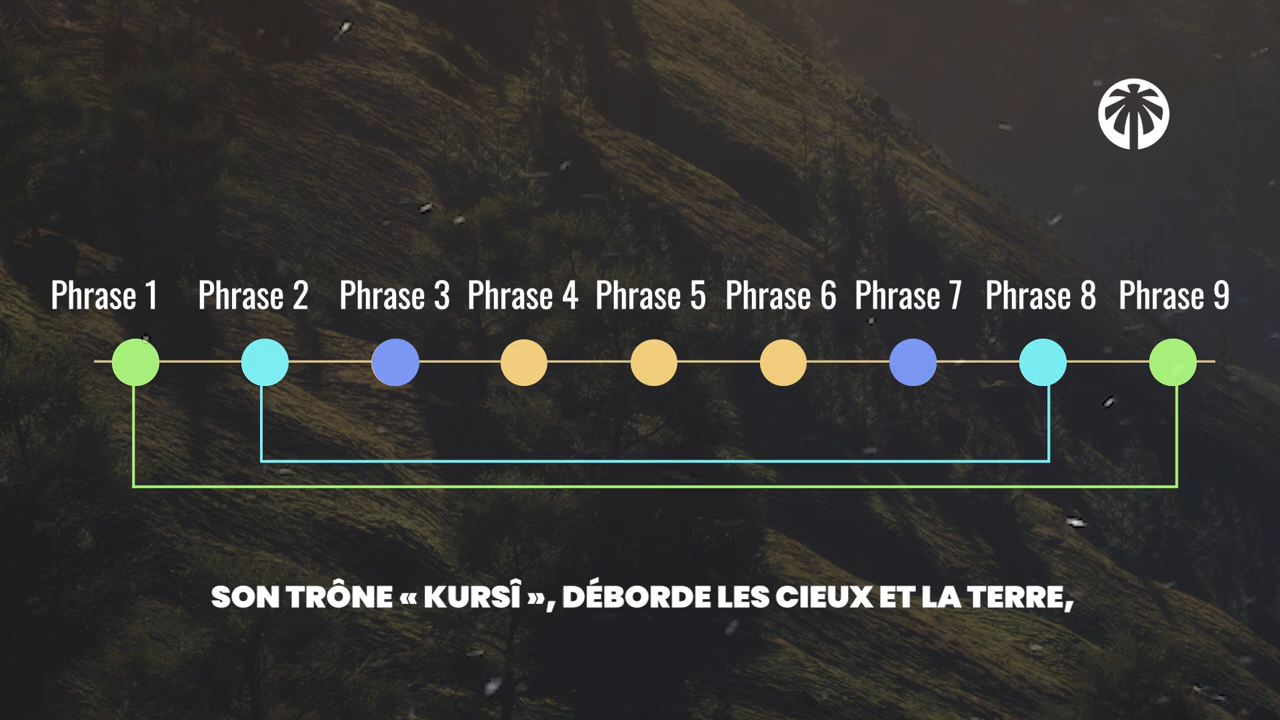 Phrase 1 Phrase 2 Phrase 3 Phrase 4 Phrase 5 Phrase 6 Phrase 7 Phrase 8 Phrase 9
SON TRÔNE « KURSÎ », DÉBORDE LES CIEUX ET LA TERRE,